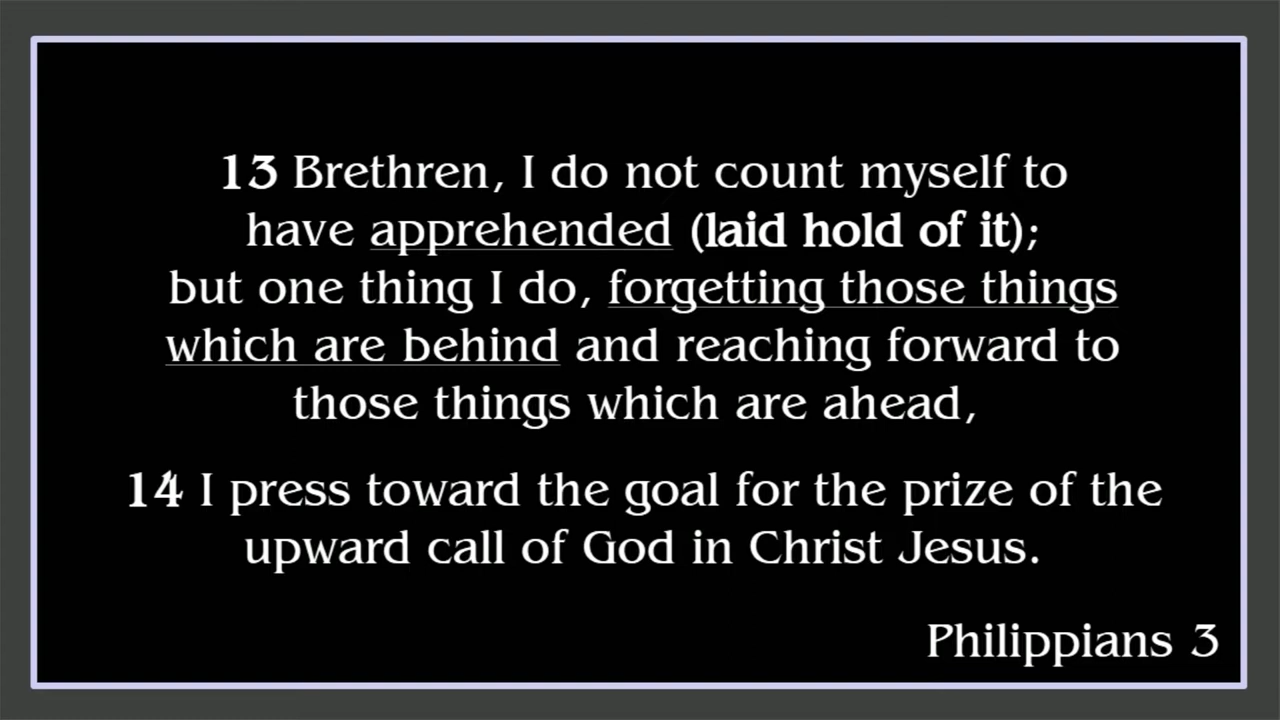 13 Brethren, I do not count myself to
have apprehended (laid hold of it);
but one thing I do, forgetting those things
which are behind and reaching forward to
those things which are ahead,
14 I press toward the goal for the prize of the
upward call of God in Christ Jesus.
Philippians 3